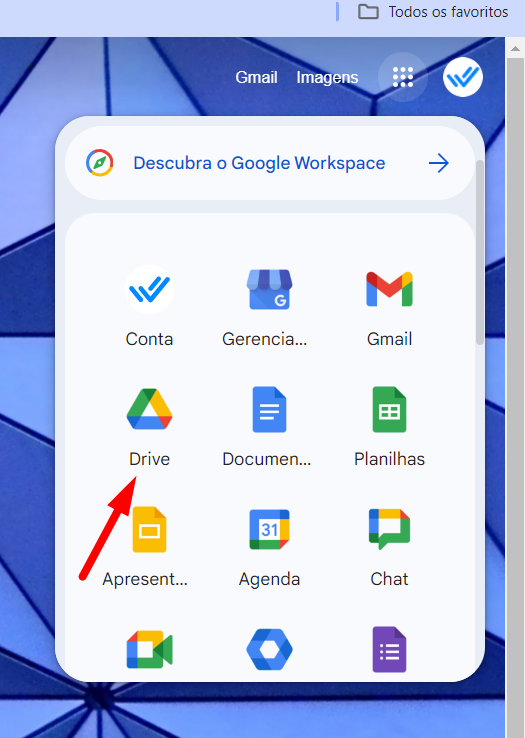 Todos os favoritos
Gmail Imagens
Descubra o Google Workspace
Conta Gerencia... Gmail
G
Drive Documen... Planilhas
31
Apresent... Agenda Chat